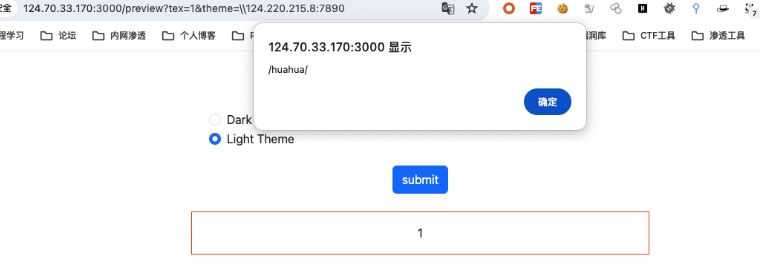 安全 124.70.33.170:3000/preview?tex=1&theme=\\124.220.215.8:7890
程学习 论坛 内网渗透 个人博客 洞库 CTF工具 渗透工具
124.70.33.170:3000 显示
/huahua/
确定
Dark
Light Theme
submit
1